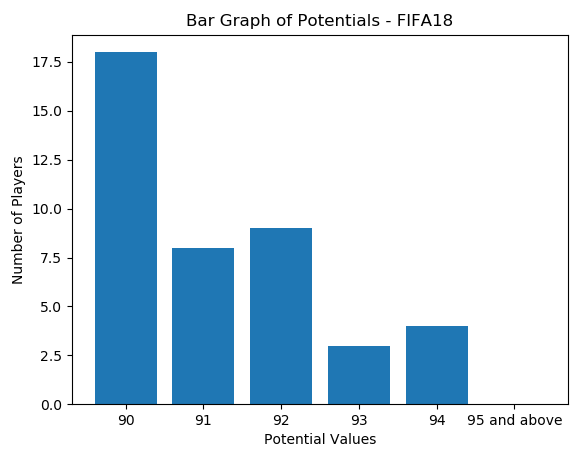 Bar Graph of Potentials - FIFA18
Number of Players
17.5
15.0
12.5
10.0
7.5
5.0
2.5
0.0
90 91 92 93 94 95 and above
Potential Values